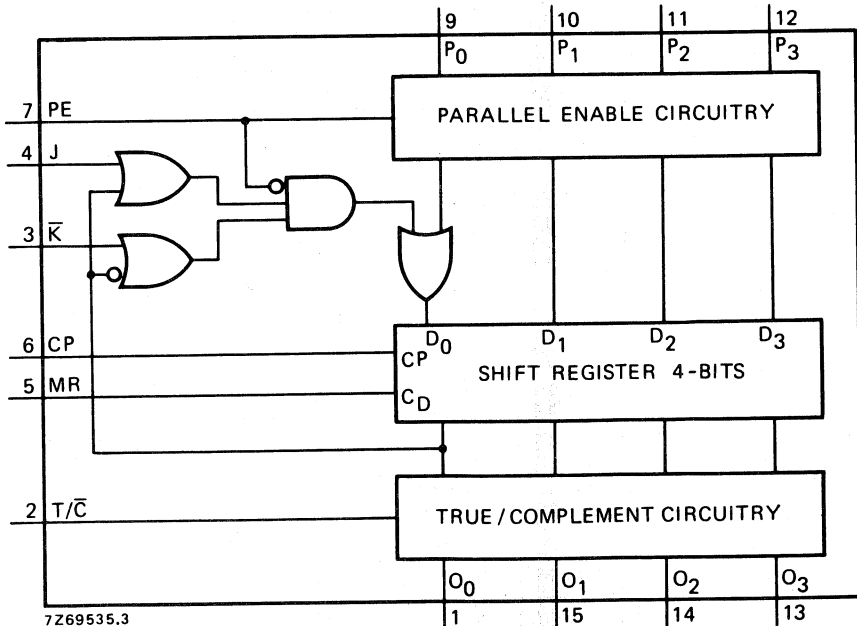 9 10 11 12
P0 P1 P2 P3
PARALLEL ENABLE CIRCUITRY
7 PE
4 J
3 K̅
D0 D1 D2 D3
6 CP CP
SHIFT REGISTER 4-BITS
5 MR CD
2 T/C̅
TRUE/COMPLEMENT CIRCUITRY
O0 O1 O2 O3
7Z69535.3 1 15 14 13